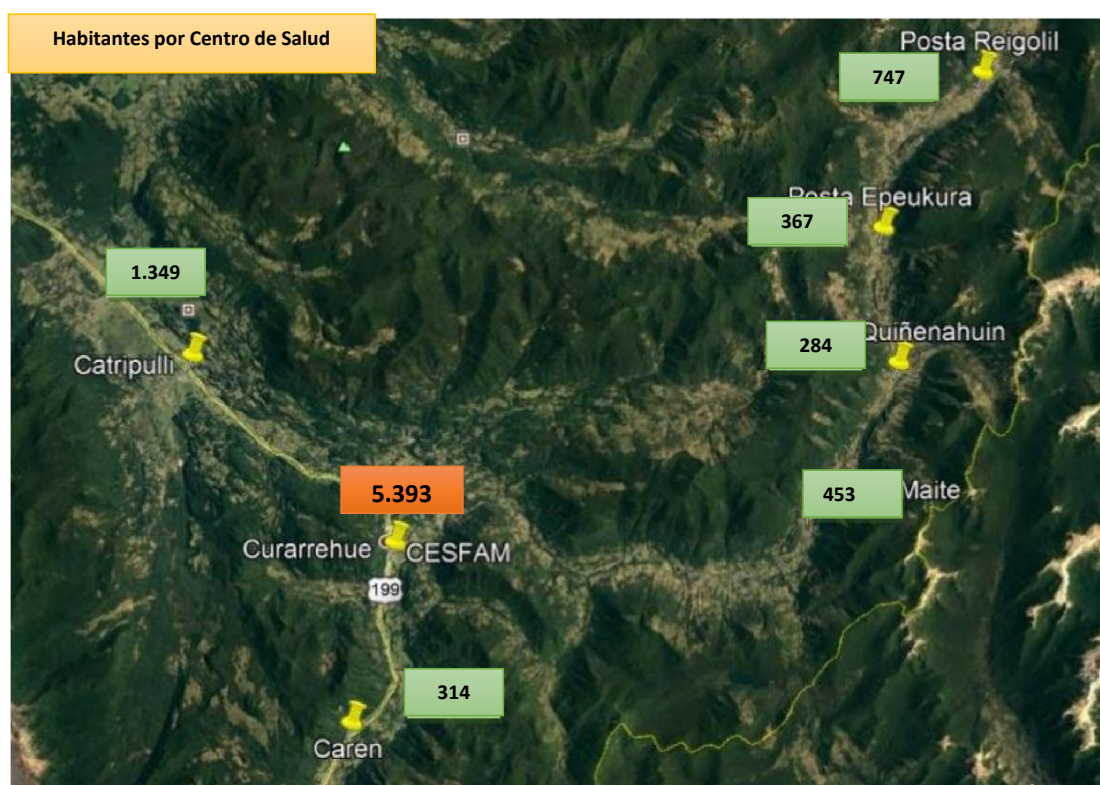 Habitantes por Centro de Salud
Posta Reigolil
747
Posta Epeukura
367
1.349
Quiñenahuin
284
Catripulli
5.393
453
Maite
Curarrehue
CESFAM
199
314
Caren